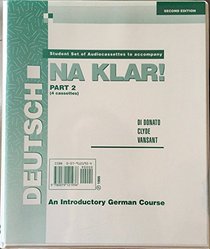 SECOND EDITION
Student Set of Audiocassettes to accompany
DEUTSCH
NA KLAR!
PART 2
(4 cassettes)
DI DONATO
CLYDE
VANSANT
An Introductory German Course